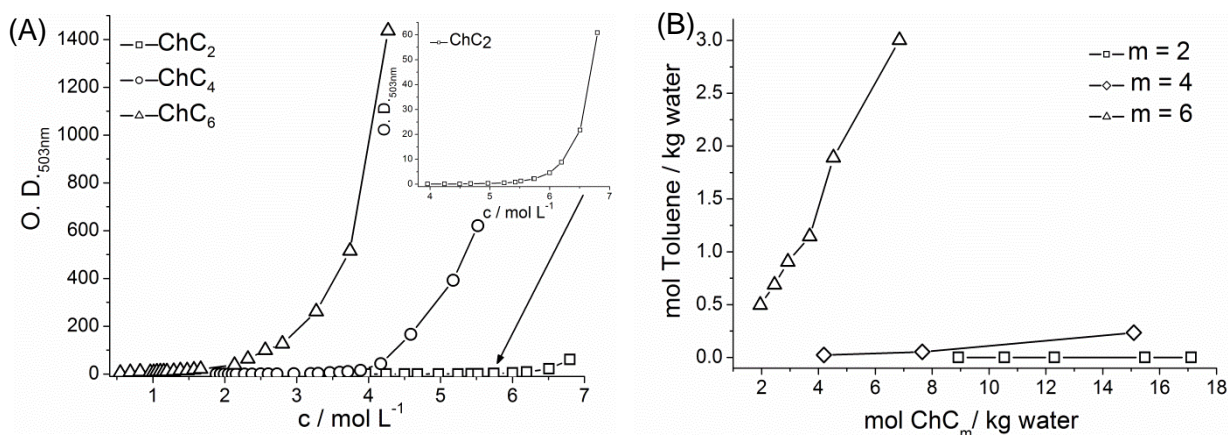 (A)
O. D.503nm
1400
1200
1000
800
600
400
200
0
ChC2
ChC4
ChC6
1 2 3 4 5 6 7
c / mol L-1
ChC2
O. D.503nm
60
50
40
30
20
10
0
4 5 6 7
c / mol L-1
(B)
mol Toluene / kg water
3.0
2.5
2.0
1.5
1.0
0.5
0.0
m = 2
m = 4
m = 6
2 4 6 8 10 12 14 16 18
mol ChCm/ kg water